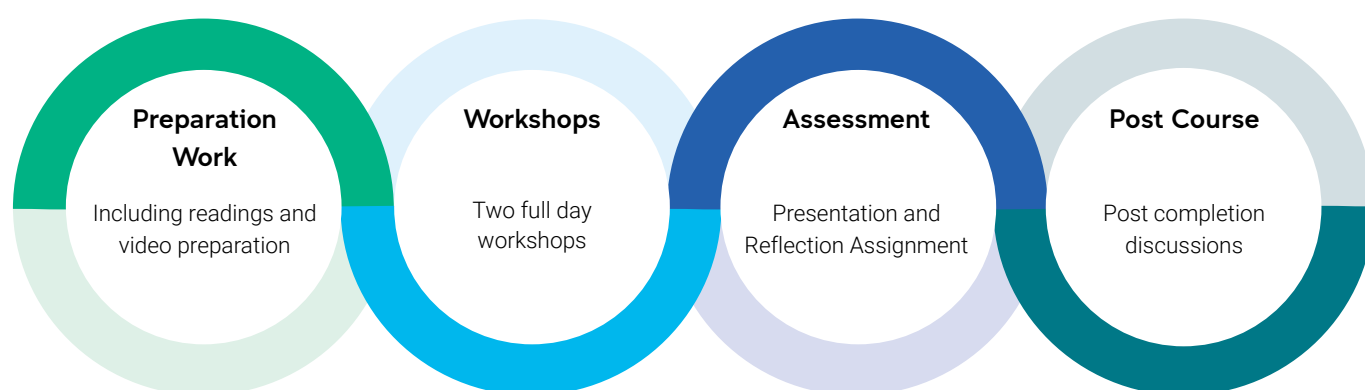 Preparation
Work
Including readings and
video preparation
Workshops
Two full day
workshops
Assessment
Presentation and
Reflection Assignment
Post Course
Post completion
discussions